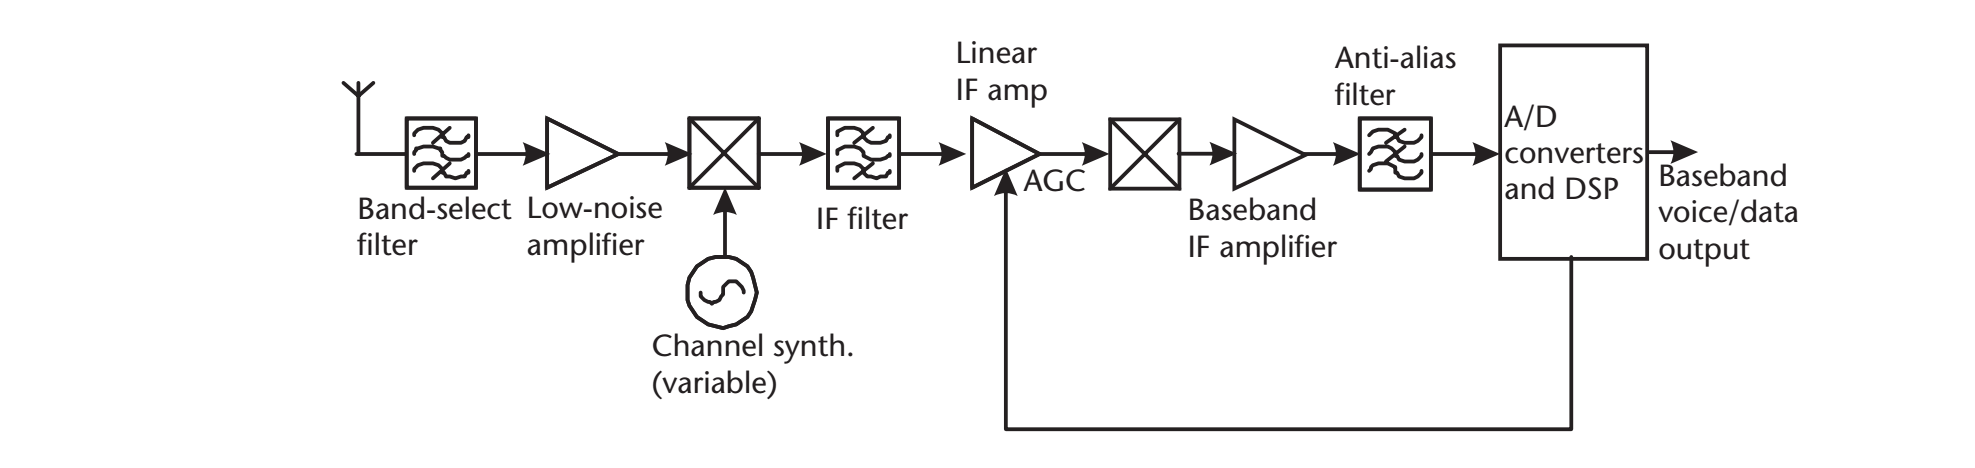 Linear
IF amp
Anti-alias
filter
A/D
converters
and DSP
AGC
Baseband
voice/data
output
Band-select
filter
Low-noise
amplifier
IF filter
Baseband
IF amplifier
Channel synth.
(variable)